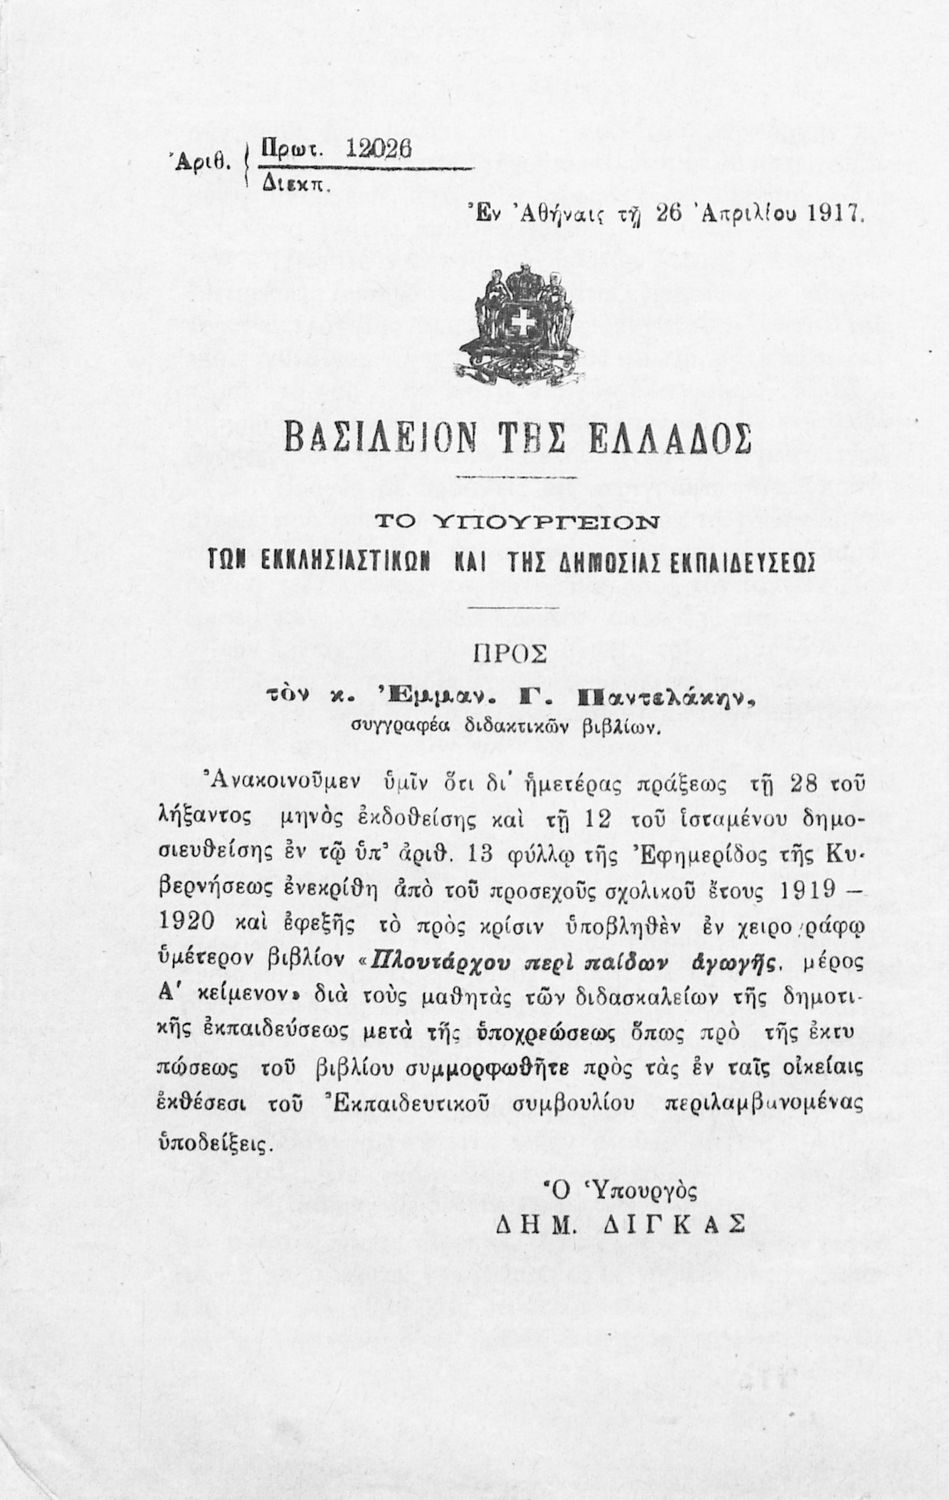 Ἀριθ. Πρωτ. 12026
Διεκπ.
Ἐν Ἀθήναις τῇ 26 Ἀπριλίου 1917.
ΒΑΣΙΛΕΙΟΝ ΤΗΣ ΕΛΛΑΔΟΣ
ΤΟ ΥΠΟΥΡΓΕΙΟΝ
ΤΩΝ ΕΚΚΛΗΣΙΑΣΤΙΚΩΝ ΚΑΙ ΤΗΣ ΔΗΜΟΣΙΑΣ ΕΚΠΑΙΔΕΥΣΕΩΣ
ΠΡΟΣ
τὸν κ. Ἐμμαν. Γ. Παντελάκην,
συγγραφέα διδακτικῶν βιβλίων.
Ἀνακοινοῦμεν ὑμῖν ὅτι δι' ἡμετέρας πράξεως τῇ 28 τοῦ
λήξαντος μηνὸς ἐκδοθείσης καὶ τῇ 12 τοῦ ἱσταμένου δημο-
σιευθείσης ἐν τῷ ὑπ' ἀριθ. 13 φύλλῳ τῆς Ἐφημερίδος τῆς Κυ-
βερνήσεως ἐνεκρίθη ἀπὸ τοῦ προσεχοῦς σχολικοῦ ἔτους 1919 —
1920 καὶ ἐφεξῆς τὸ πρὸς κρίσιν ὑποβληθὲν ἐν χειρογράφῳ
ὑμέτερον βιβλίον «Πλουτάρχου περὶ παίδων ἀγωγῆς, μέρος
Α' κείμενον» διὰ τοὺς μαθητὰς τῶν διδασκαλείων τῆς δημοτι-
κῆς ἐκπαιδεύσεως μετὰ τῆς ὑποχρεώσεως ὅπως πρὸ τῆς ἐκτυ
πώσεως τοῦ βιβλίου συμμορφωθῆτε πρὸς τὰς ἐν ταῖς οἰκείαις
ἐκθέσεσι τοῦ Ἐκπαιδευτικοῦ συμβουλίου περιλαμβανομένας
ὑποδείξεις.
Ὁ Ὑπουργὸς
ΔΗΜ. ΔΙΓΚΑΣ